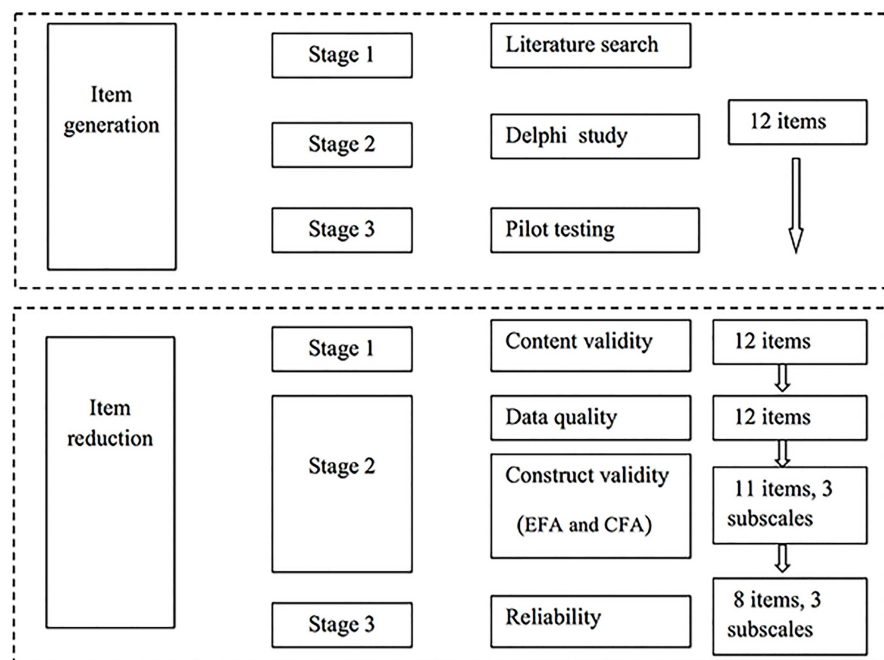 Item
generation
Stage 1
Literature search
Stage 2
Delphi study
12 items
Stage 3
Pilot testing
Item
reduction
Stage 1
Content validity
12 items
Data quality
12 items
Stage 2
Construct validity
(EFA and CFA)
11 items, 3
subscales
Stage 3
Reliability
8 items, 3
subscales